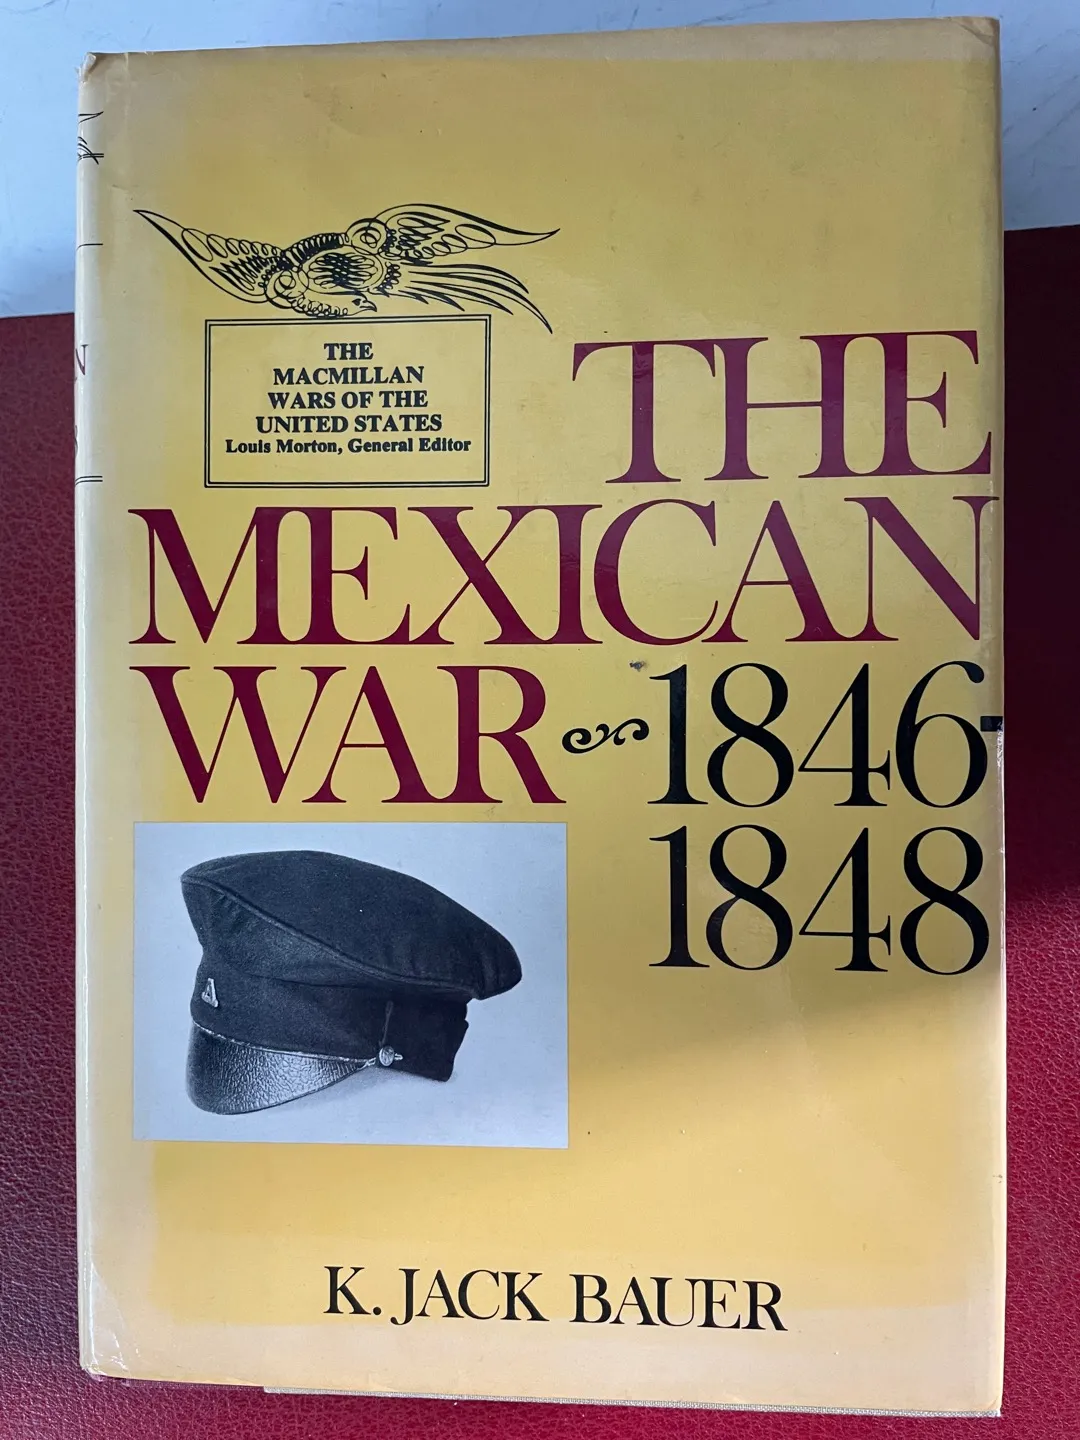 THE
MACMILLAN
WARS OF THE
UNITED STATES
Louis Morton, General Editor
THE
MEXICAN
WAR 1846-
1848
K. JACK BAUER